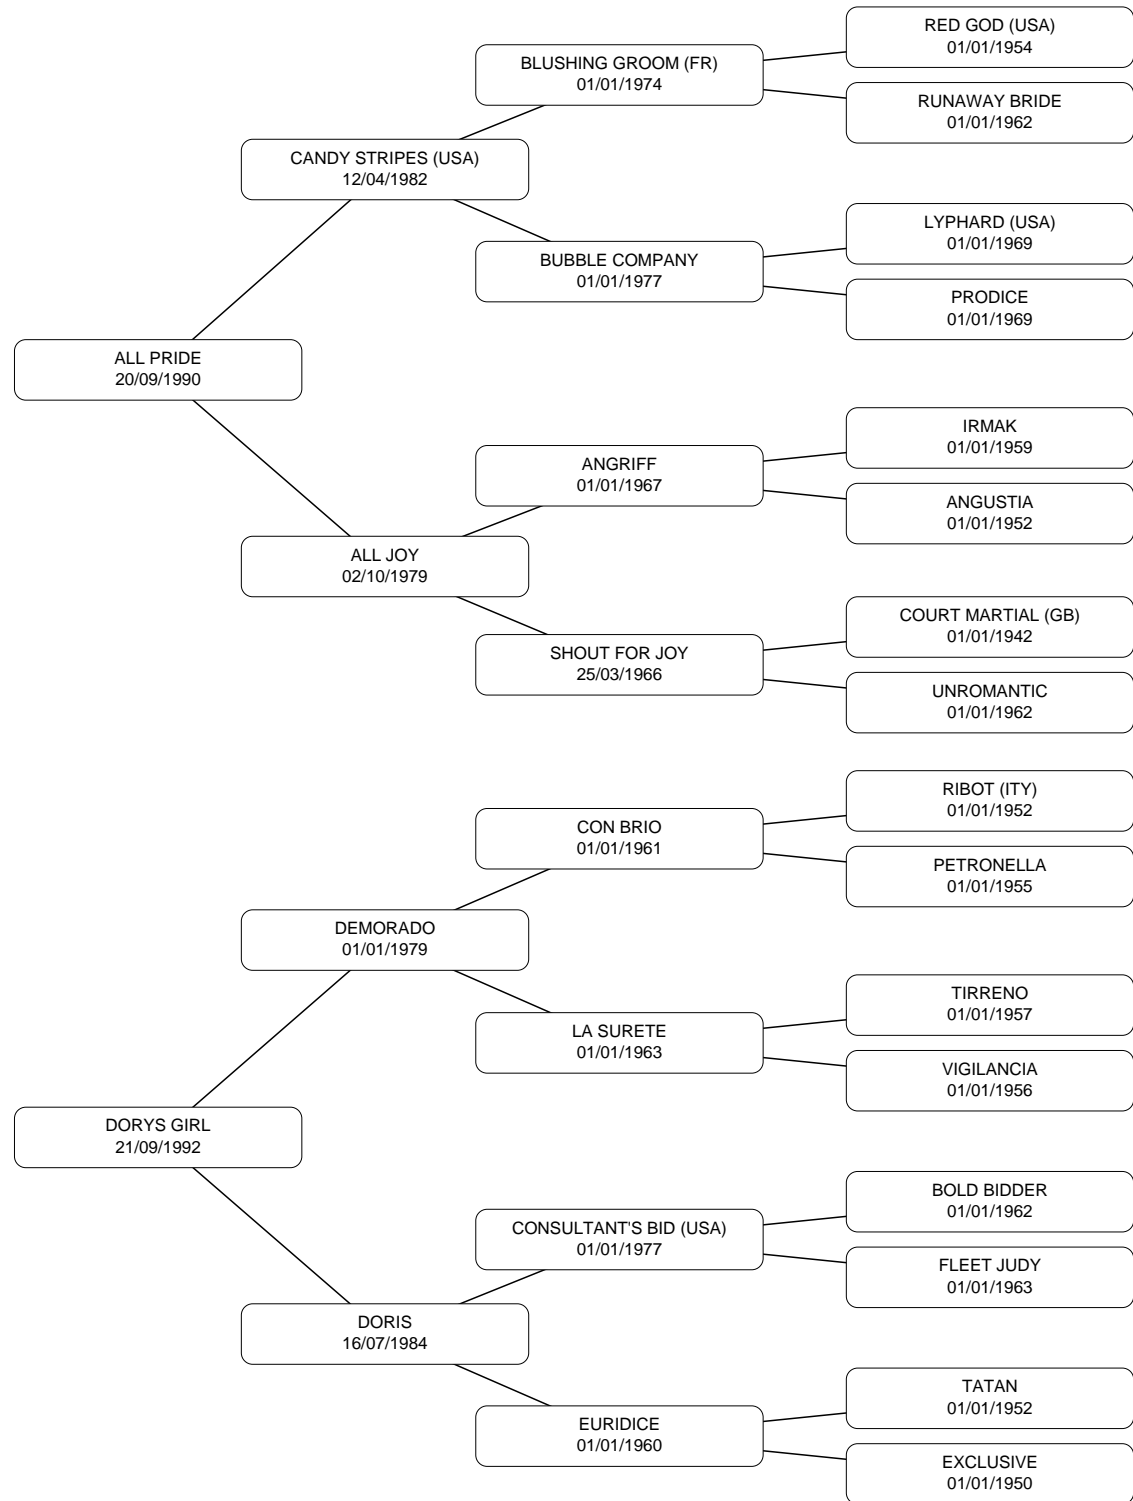 RED GOD (USA)
01/01/1954
BLUSHING GROOM (FR)
01/01/1974
RUNAWAY BRIDE
01/01/1962
CANDY STRIPES (USA)
12/04/1982
LYPHARD (USA)
01/01/1969
BUBBLE COMPANY
01/01/1977
PRODICE
01/01/1969
ALL PRIDE
20/09/1990
IRMAK
01/01/1959
ANGRIFF
01/01/1967
ANGUSTIA
01/01/1952
ALL JOY
02/10/1979
COURT MARTIAL (GB)
01/01/1942
SHOUT FOR JOY
25/03/1966
UNROMANTIC
01/01/1962
RIBOT (ITY)
01/01/1952
CON BRIO
01/01/1961
PETRONELLA
01/01/1955
DEMORADO
01/01/1979
TIRRENO
01/01/1957
LA SURETE
01/01/1963
VIGILANCIA
01/01/1956
DORYS GIRL
21/09/1992
BOLD BIDDER
01/01/1962
CONSULTANT'S BID (USA)
01/01/1977
FLEET JUDY
01/01/1963
DORIS
16/07/1984
TATAN
01/01/1952
EURIDICE
01/01/1960
EXCLUSIVE
01/01/1950